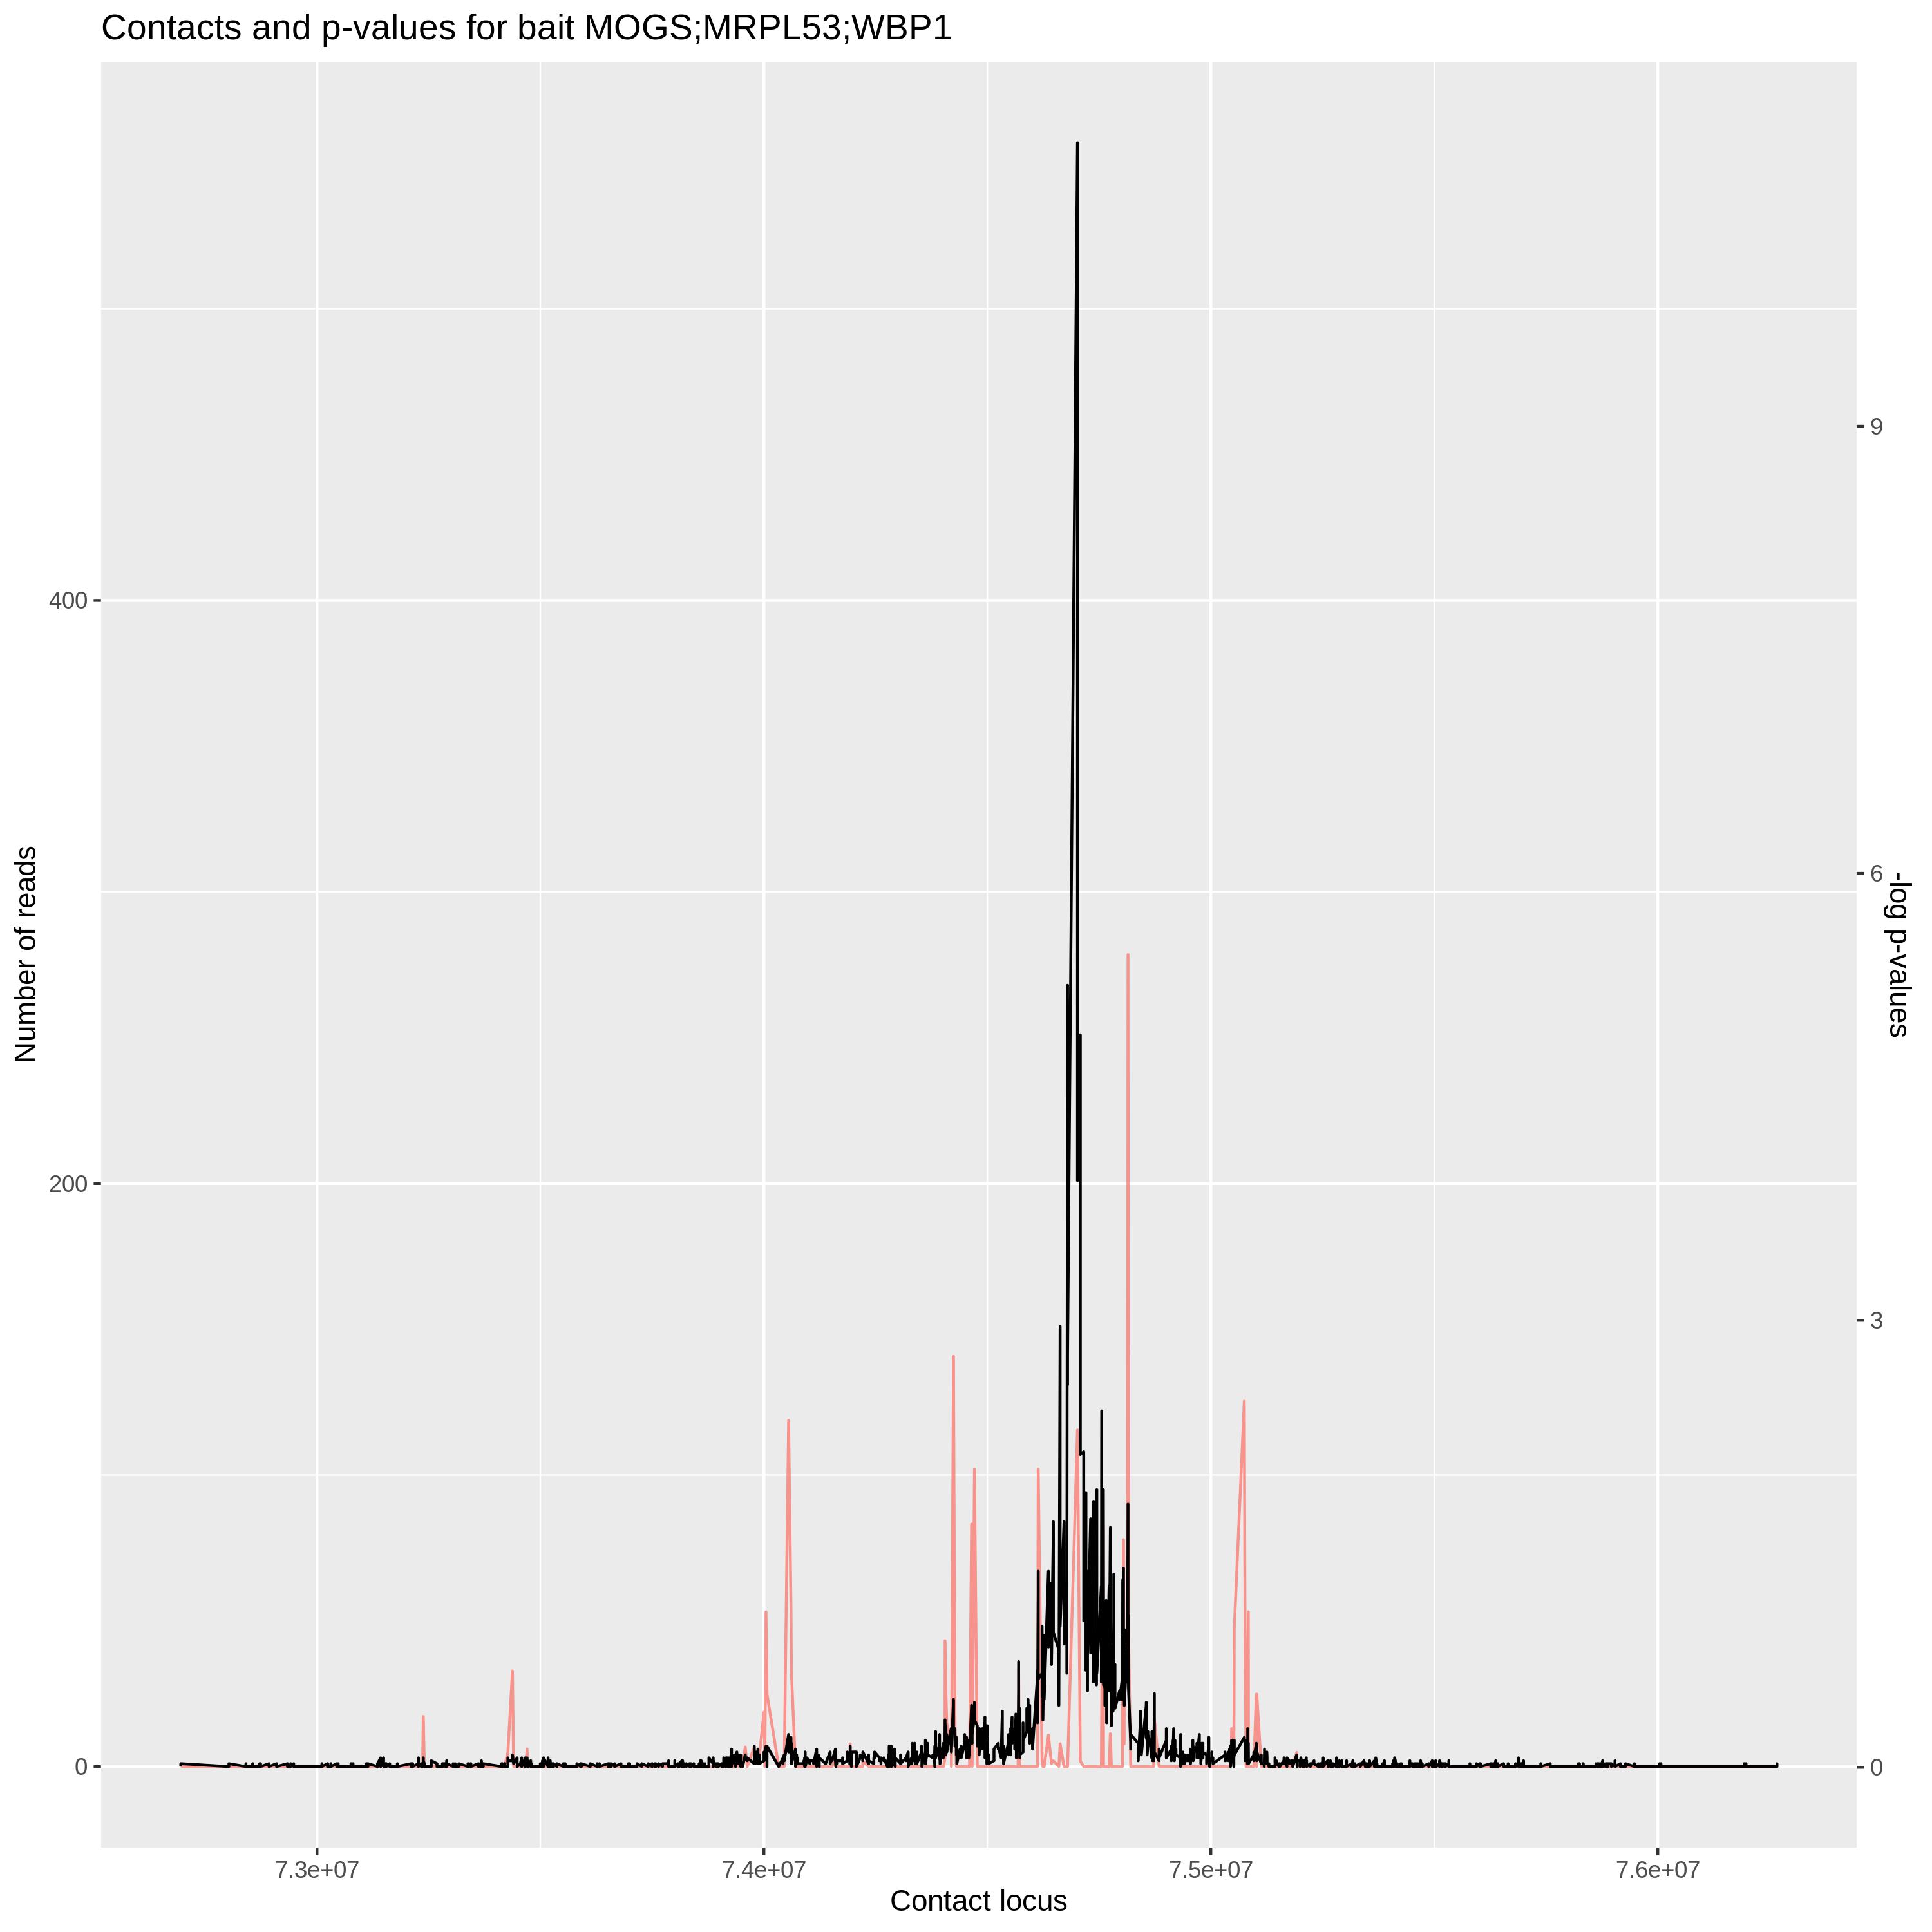 Contacts and p-values for bait MOGS;MRPL53;WBP1
Number of reads
400
200
0
9
6
3
0
-log p-values
7.3e+07
7.4e+07
7.5e+07
7.6e+07
Contact locus